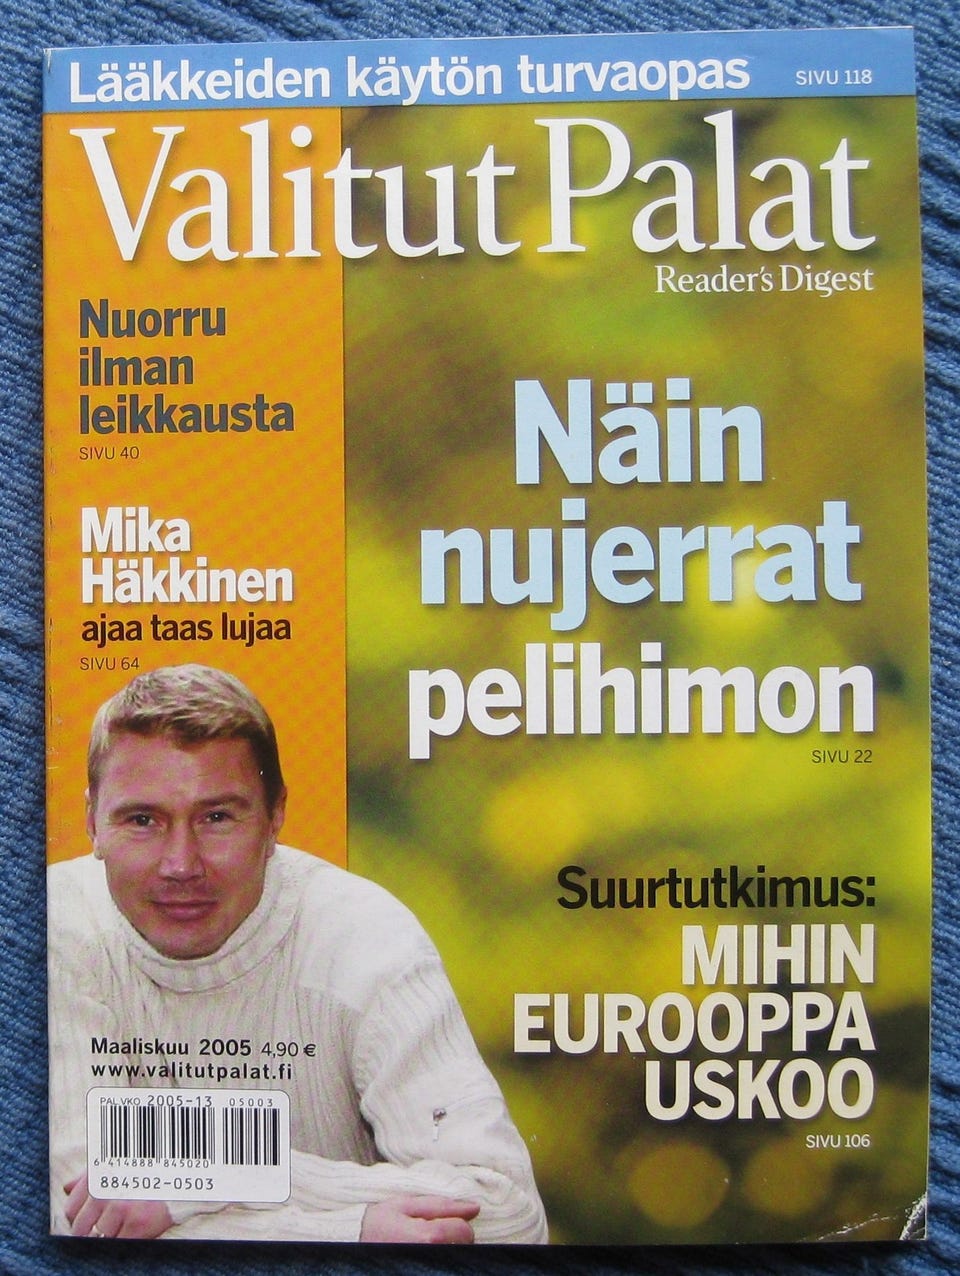 Lääkkeiden käytön turvaopas SIVU 118
Valitut Palat
Reader's Digest
Nuorru
ilman
leikkausta
SIVU 40
Mika
Häkkinen
ajaa taas lujaa
SIVU 64
Näin
nujerrat
pelihimon
SIVU 22
Suurtutkimus:
MIHIN
EUROOPPA
USKOO
SIVU 106
Maaliskuu 2005 4,90 €
www.valitutpalat.fi
PAL VKO 2005-13 05003
6 414888 845020
884502-0503